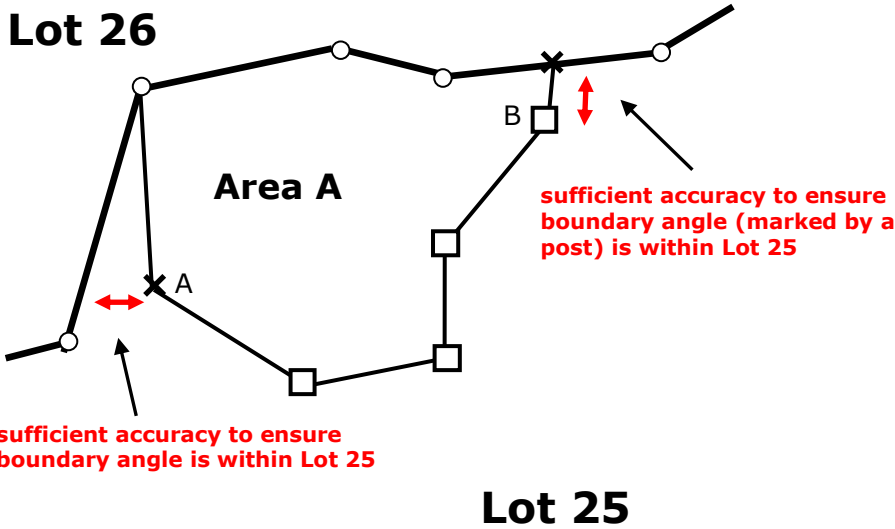 Lot 26
B
Area A
sufficient accuracy to ensure
boundary angle (marked by a
post) is within Lot 25
A
sufficient accuracy to ensure
boundary angle is within Lot 25
Lot 25